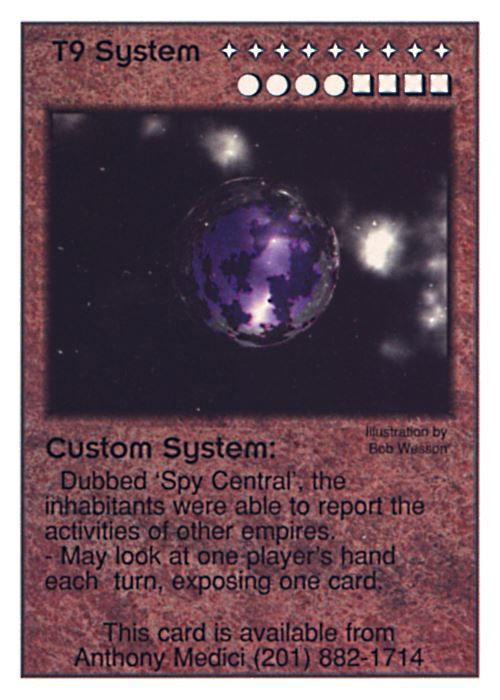 T9 System
Illustration by
Bob Wesson
Custom System:
Dubbed 'Spy Central', the
inhabitants were able to report the
activities of other empires.
- May look at one player's hand
each turn, exposing one card.
This card is available from
Anthony Medici (201) 882-1714